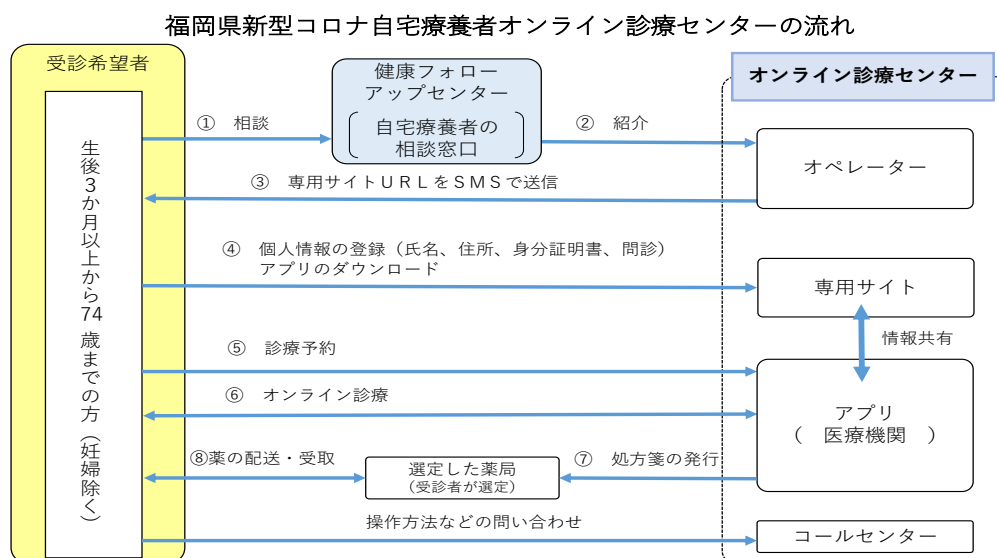 福岡県新型コロナ自宅療養者オンライン診療センターの流れ
受診希望者
生後3か月以上から74歳までの方（妊婦除く）
健康フォロー
アップセンター
自宅療養者の
相談窓口
オンライン診療センター
① 相談
② 紹介
オペレーター
③ 専用サイトＵＲＬをＳＭＳで送信
④ 個人情報の登録（氏名、住所、身分証明書、問診）
アプリのダウンロード
専用サイト
情報共有
⑤ 診療予約
⑥ オンライン診療
アプリ
（ 医療機関 ）
⑦ 処方箋の発行
⑧薬の配送・受取
選定した薬局
（受診者が選定）
操作方法などの問い合わせ
コールセンター